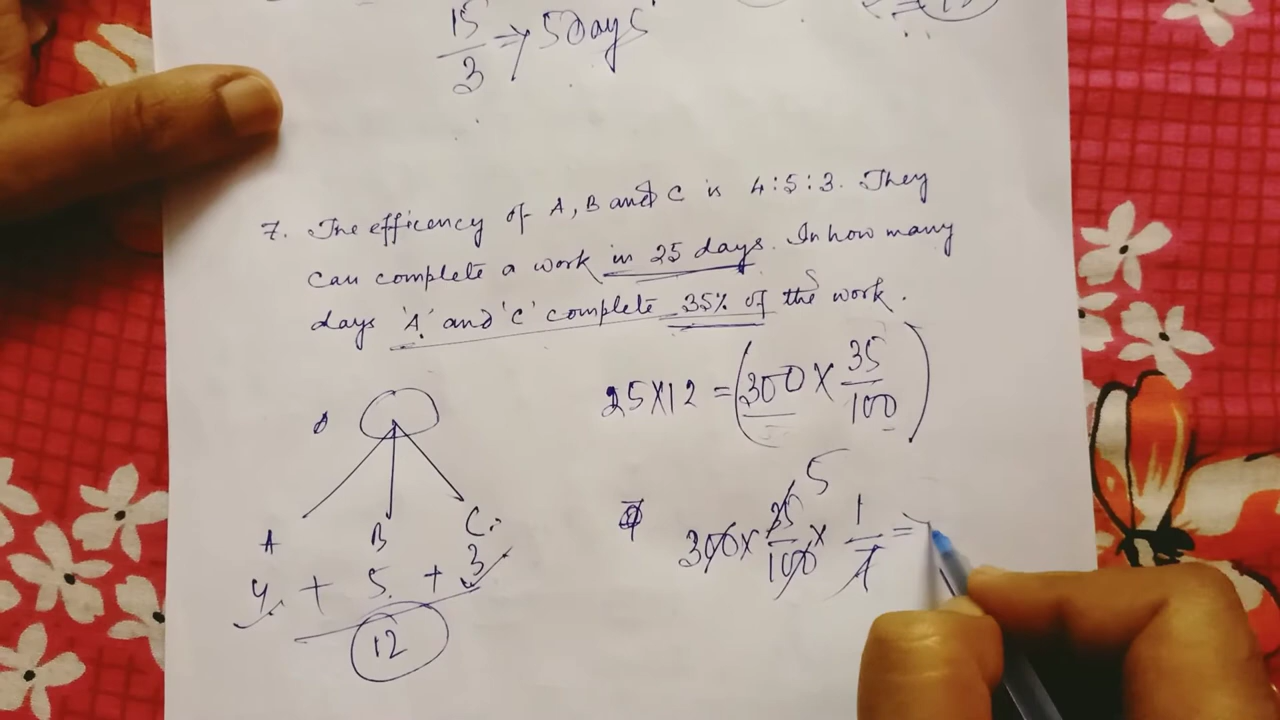 15
3 => 5 Days
7. The efficency of A, B and C is 4:5:3. They
can complete a work in 25 days. In how many
days 'A' and 'C' completes 35% of the work.
25 X 12 = (300 X 35/100)
A B C
4 + 5 + 3
12
300 x 35/100 x 1/7 =
5